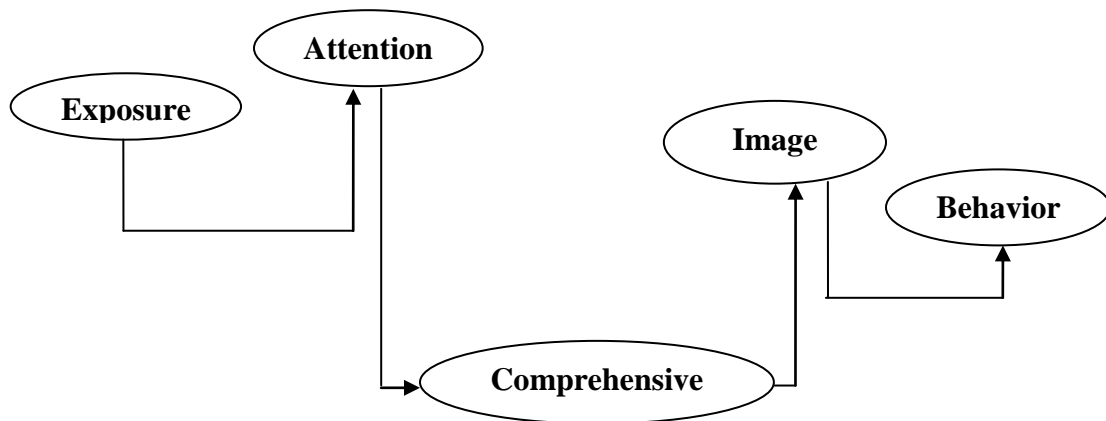 Attention
Exposure
Image
Behavior
Comprehensive